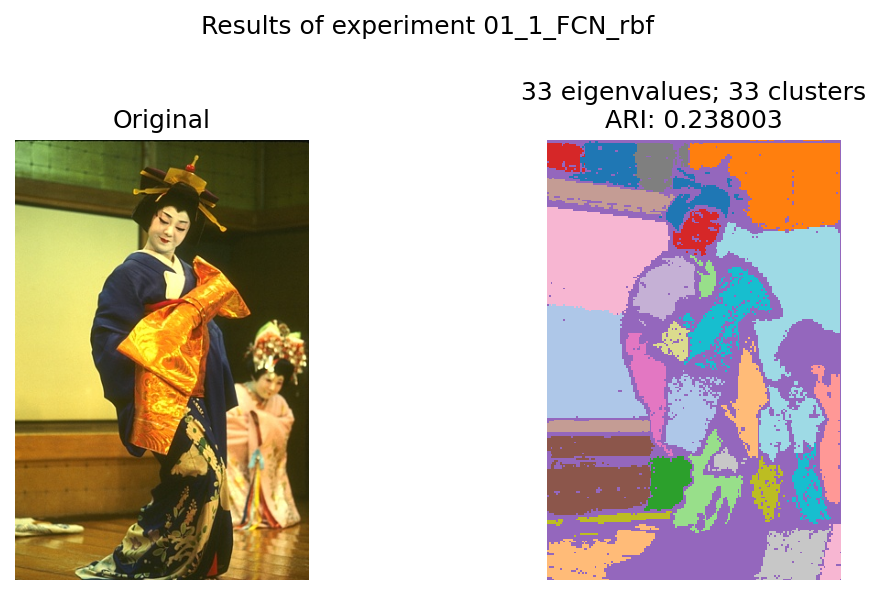 Results of experiment 01_1_FCN_rbf
Original
33 eigenvalues; 33 clusters
ARI: 0.238003